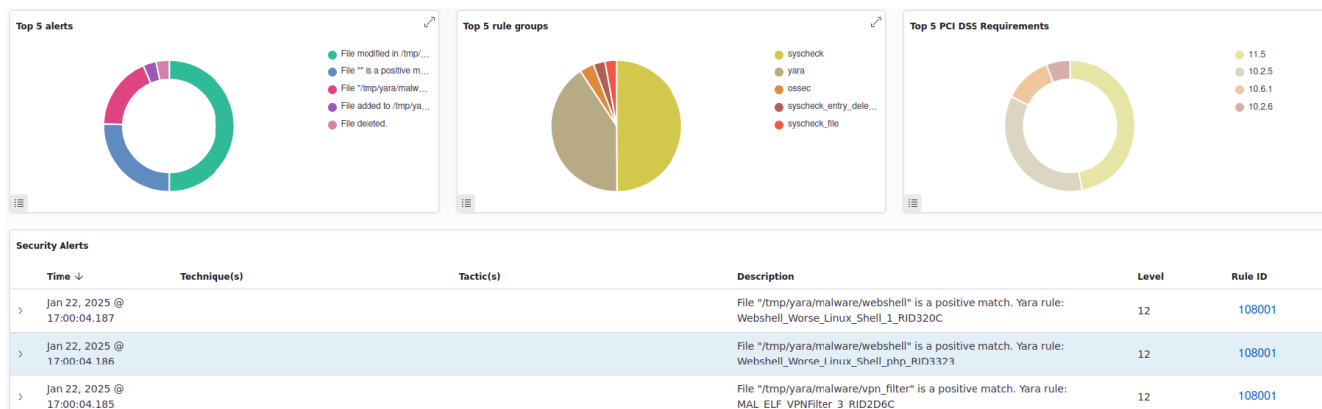 Top 5 alerts
File modified in /tmp/...
File "" is a positive m...
File "/tmp/yara/malw...
File added to /tmp/ya...
File deleted.
Top 5 rule groups
syscheck
yara
ossec
syscheck_entry_dele...
syscheck_file
Top 5 PCI DSS Requirements
11.5
10.2.5
10.6.1
10.2.6
Security Alerts
Time Technique(s) Tactic(s) Description Level Rule ID
Jan 22, 2025 @
17:00:04.187
File "/tmp/yara/malware/webshell" is a positive match. Yara rule:
Webshell_Worse_Linux_Shell_1_RID320C
12
108001
Jan 22, 2025 @
17:00:04.186
File "/tmp/yara/malware/webshell" is a positive match. Yara rule:
Webshell_Worse_Linux_Shell_php_RID3323
12
108001
Jan 22, 2025 @
17:00:04.185
File "/tmp/yara/malware/vpn_filter" is a positive match. Yara rule:
MAL_ELF_VPNFilter_3_RID2D6C
12
108001